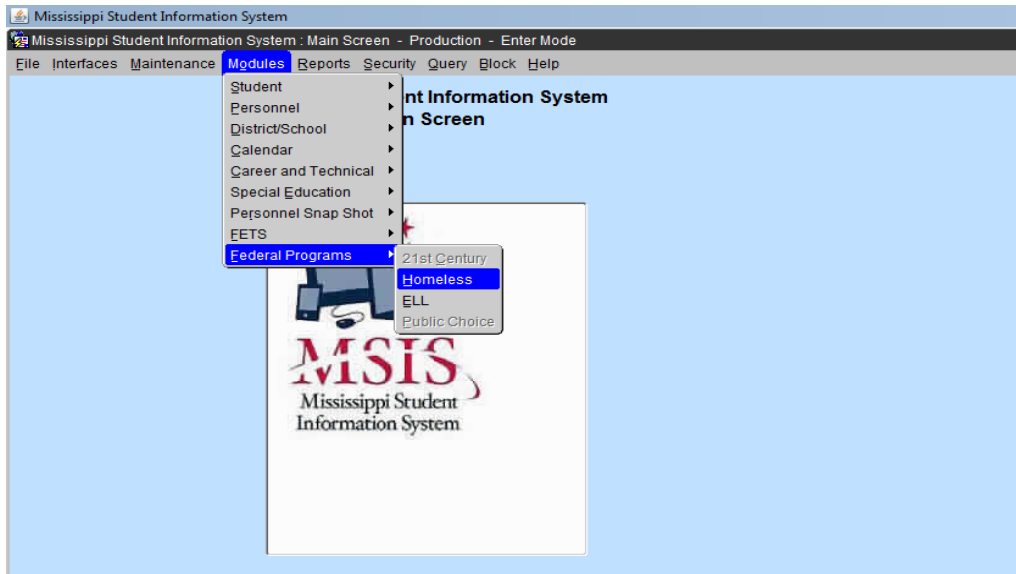 Mississippi Student Information System
Mississippi Student Information System : Main Screen - Production - Enter Mode
File Interfaces Maintenance Modules Reports Security Query Block Help
nt Information System
n Screen
Student
Personnel
District/School
Calendar
Career and Technical
Special Education
Personnel Snap Shot
FETS
Federal Programs
21st Century
Homeless
ELL
Public Choice
MSIS
Mississippi Student
Information System